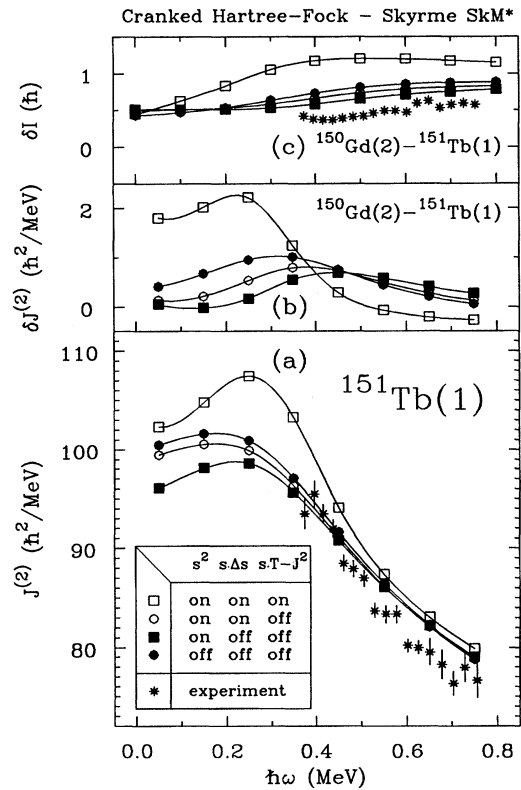 Cranked Hartree-Fock - Skyrme SkM*
δI (ħ)
1
0
(c) ¹⁵⁰Gd(2)-¹⁵¹Tb(1)
δJ⁽²⁾ (ħ²/MeV)
2
0
¹⁵⁰Gd(2)-¹⁵¹Tb(1)
(b)
J⁽²⁾ (ħ²/MeV)
110
100
90
80
(a)
¹⁵¹Tb(1)
s² s.Δs s.T-J²
□ on on on
○ on on off
■ on off off
● off off off
* experiment
0.0 0.2 0.4 0.6 0.8
ħω (MeV)